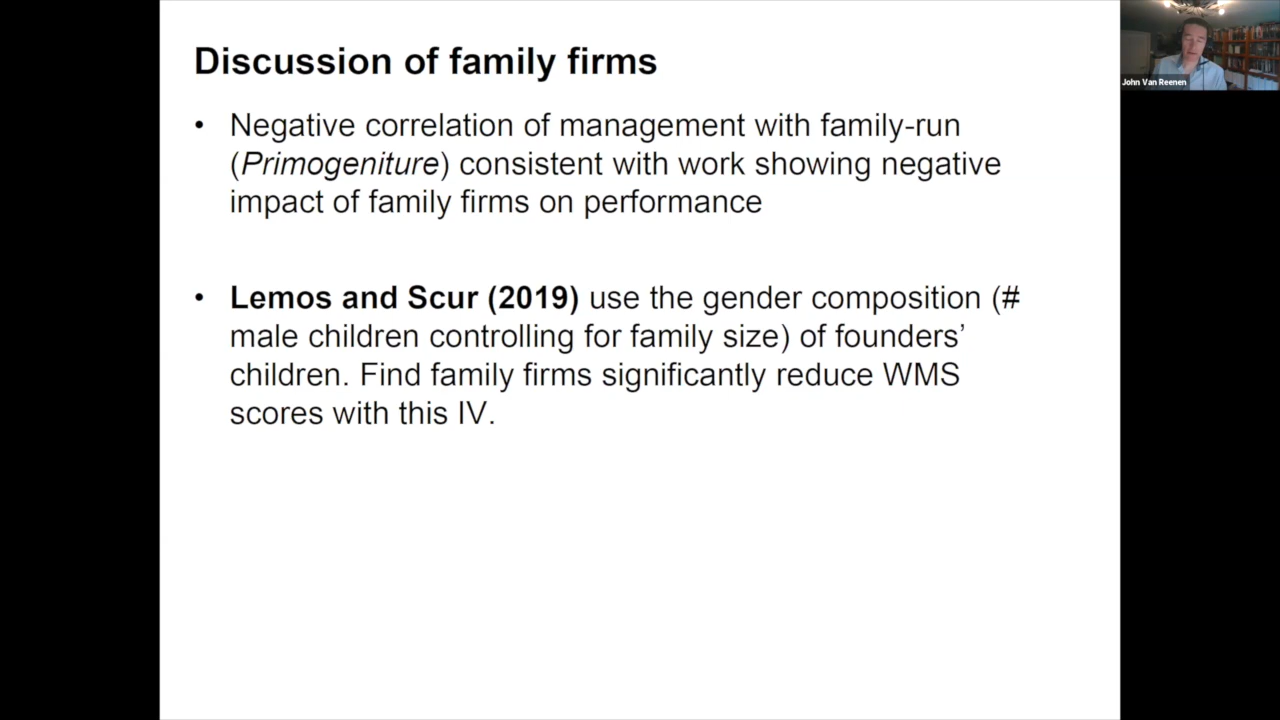 Discussion of family firms
• Negative correlation of management with family-run
(Primogeniture) consistent with work showing negative
impact of family firms on performance
• Lemos and Scur (2019) use the gender composition (#
male children controlling for family size) of founders’
children. Find family firms significantly reduce WMS
scores with this IV.
John Van Reenen